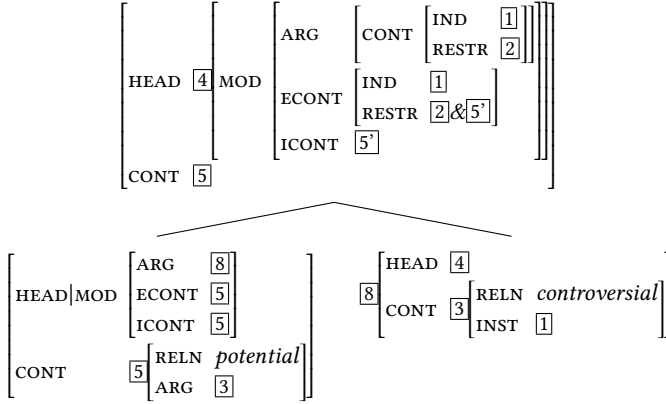 IND 1
ARG CONT
RESTR 2
HEAD 4 MOD IND 1
ECONT
RESTR 2&5’
ICONT 5’
CONT 5
ARG 8 HEAD 4
HEAD|MOD ECONT 5 8 RELN controversial
ICONT 5 CONT 3
INST 1
RELN potential
CONT 5
ARG 3